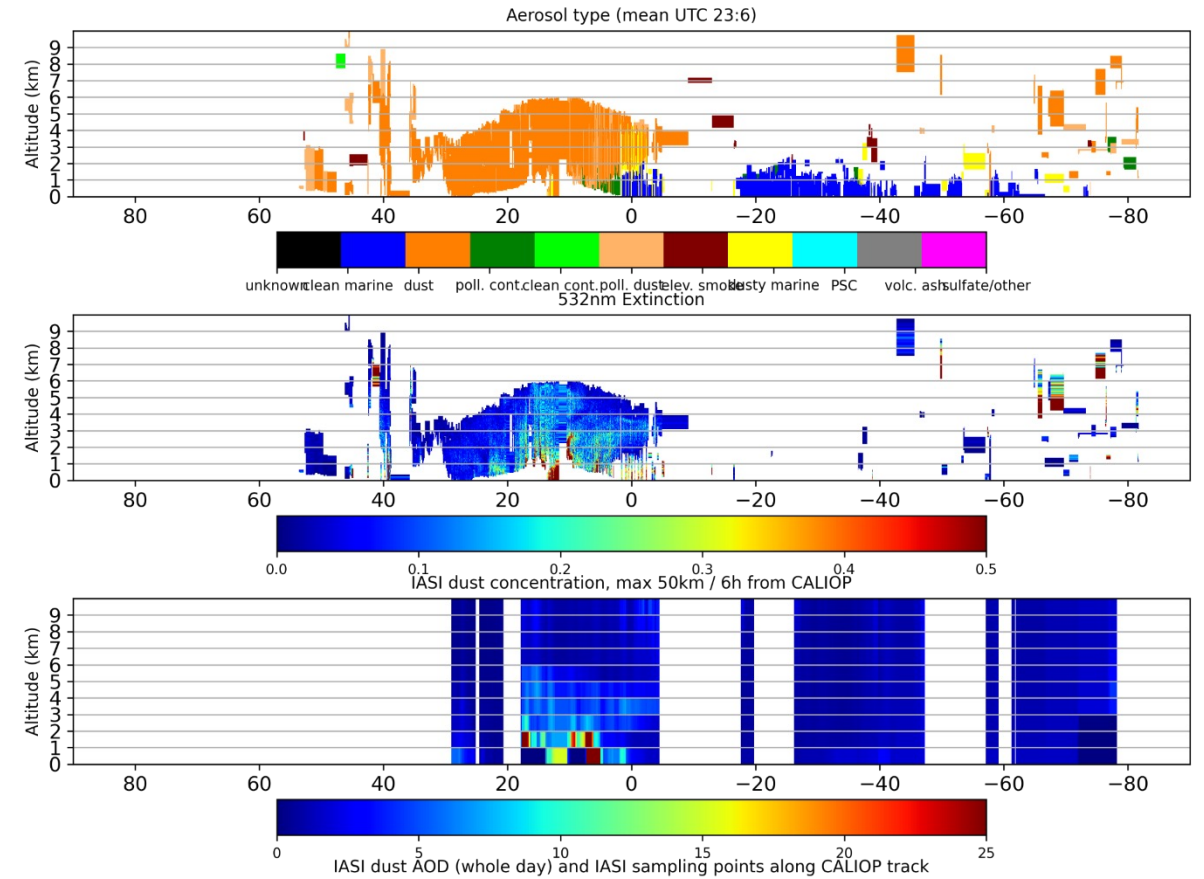 Aerosol type (mean UTC 23:6)
Altitude (km)
9
8
7
6
5
4
3
2
1
0
80 60 40 20 0 −20 −40 −60 −80
unknown clean marine dust poll. cont. clean cont. poll. dust elev. smoke dusty marine PSC volc. ash sulfate/other
532nm Extinction
Altitude (km)
9
8
7
6
5
4
3
2
1
0
80 60 40 20 0 −20 −40 −60 −80
0.0 0.1 0.2 0.3 0.4 0.5
IASI dust concentration, max 50km / 6h from CALIOP
Altitude (km)
9
8
7
6
5
4
3
2
1
0
80 60 40 20 0 −20 −40 −60 −80
0 5 10 15 20 25
IASI dust AOD (whole day) and IASI sampling points along CALIOP track